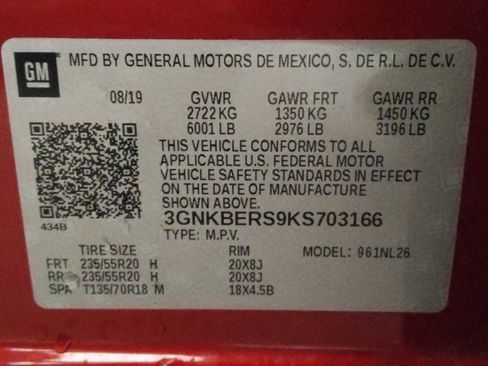 GM MFD BY GENERAL MOTORS DE MEXICO, S. DE R.L. DE C.V.
08/19 GVWR GAWR FRT GAWR RR
2722 KG 1350 KG 1450 KG
6001 LB 2976 LB 3196 LB
THIS VEHICLE CONFORMS TO ALL
APPLICABLE U.S. FEDERAL MOTOR
VEHICLE SAFETY STANDARDS IN EFFECT
ON THE DATE OF MANUFACTURE
SHOWN ABOVE.
434B 3GNKBERS9KS703166
TYPE: M.P.V.
TIRE SIZE RIM MODEL: 961NL26
FRT 235/55R20 H 20X8J
RR 235/55R20 H 20X8J
SPA T135/70R18 M 18X4.5B